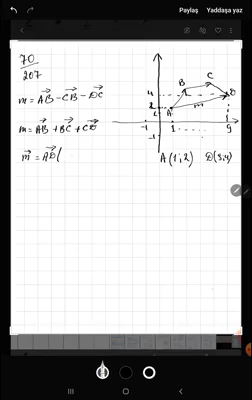 Paylaş Yaddaşa yaz
70
207
m = AB - CB - DC
m = AB + BC + CD
m = AD (
B C
4 D
2 A m
1
-1 1 9
-1
A(1;2) D(9;4)